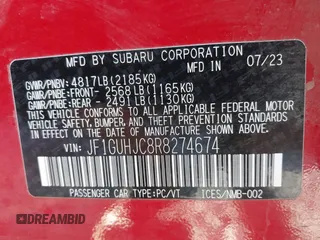 MFD BY SUBARU CORPORATION 07/23
GVWR/PNBV: 4817LB(2185KG)
GAWR/PNBE: FRONT- 2568LB(1165KG)
GAWR/PNBE: REAR - 2491LB(1130KG)
THIS VEHICLE CONFORMS TO ALL APPLICABLE FEDERAL MOTOR
VEHICLE SAFETY, BUMPER, AND THEFT PREVENTION STANDARDS
IN EFFECT ON THE DATE OF MANUFACTURE SHOWN ABOVE.
VIN: JF1GUHJC8R8274674
PASSENGER CAR TYPE:PC/VT ICES/NMB-002
DREAMBID